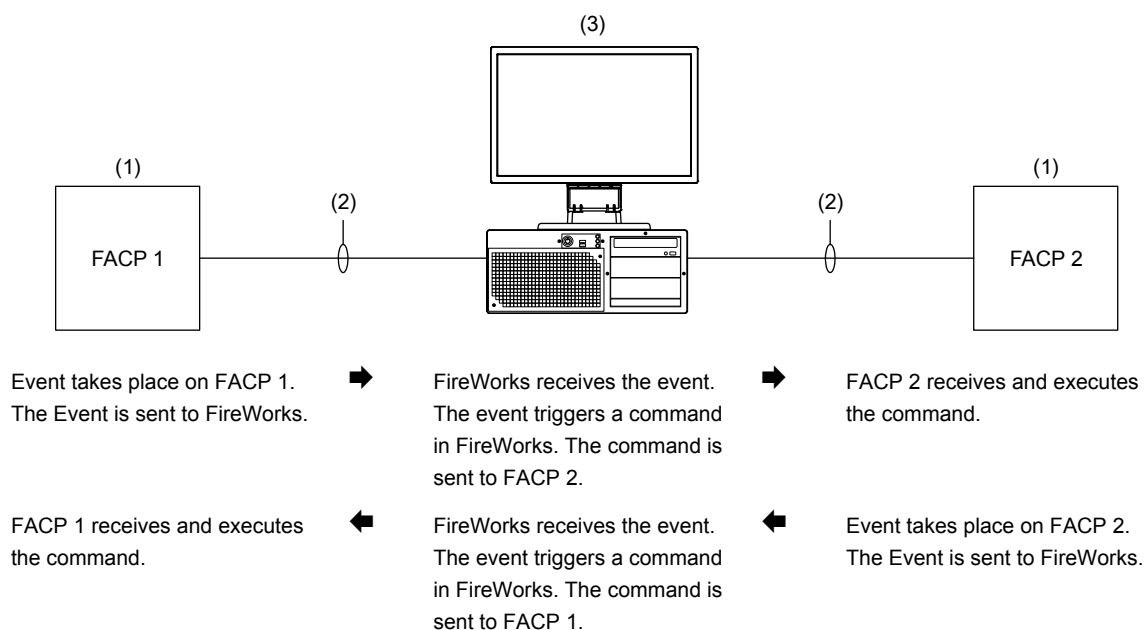 (3)
(1)
(1)
(2)
(2)
FACP 1
FACP 2
Event takes place on FACP 1.
The Event is sent to FireWorks.
FireWorks receives the event.
The event triggers a command
in FireWorks. The command is
sent to FACP 2.
FACP 2 receives and executes
the command.
FACP 1 receives and executes
the command.
FireWorks receives the event.
The event triggers a command
in FireWorks. The command is
sent to FACP 1.
Event takes place on FACP 2.
The Event is sent to FireWorks.